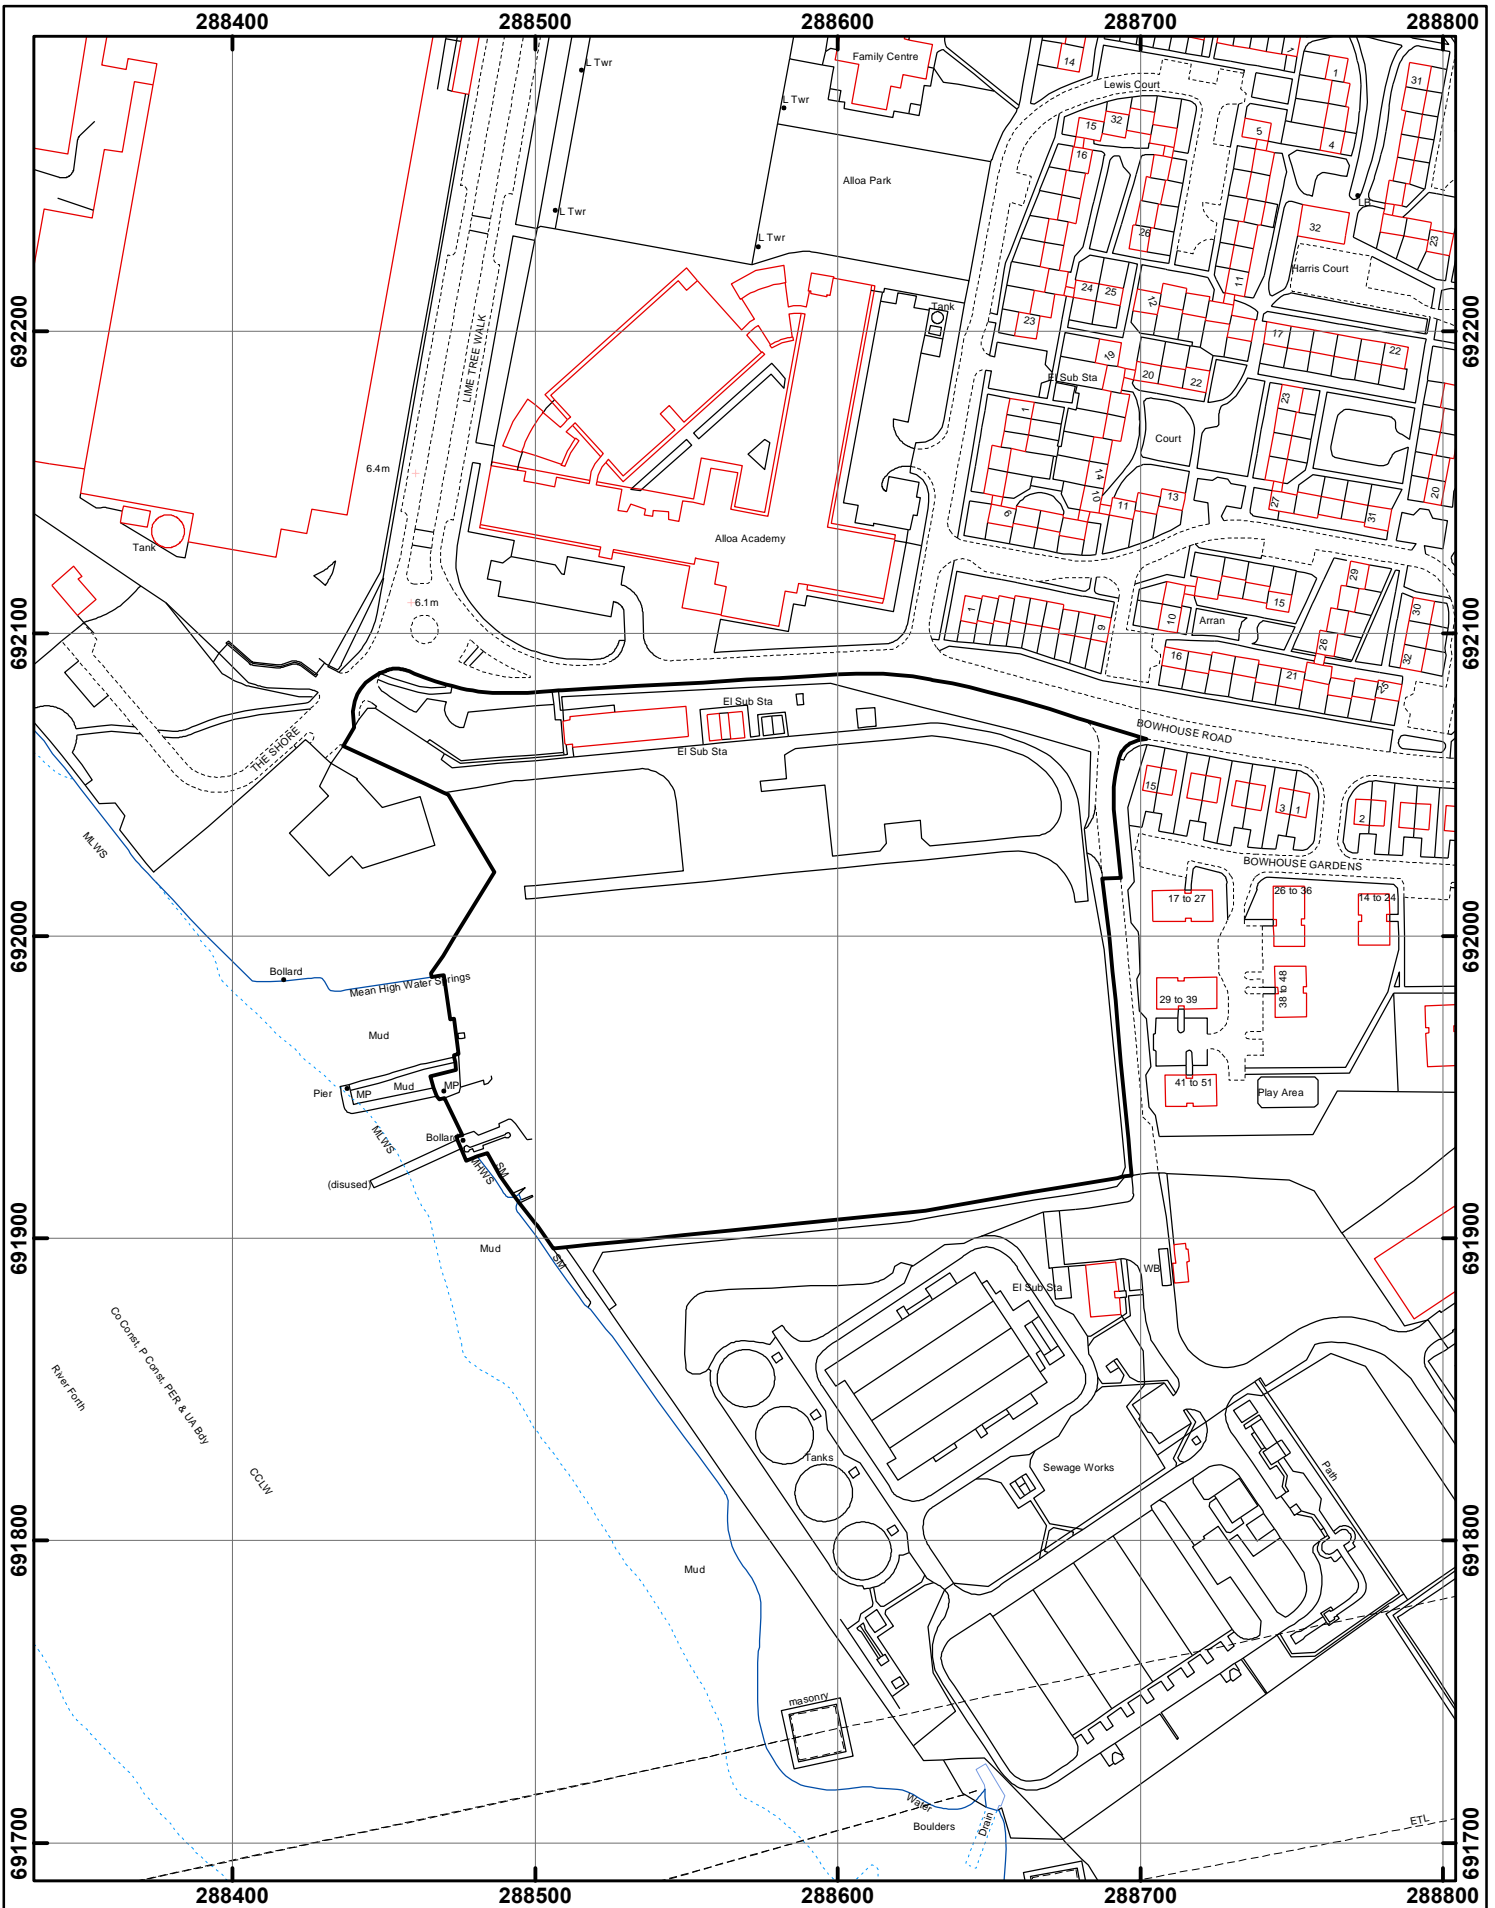 288400 288500 288600 288700 288800
Family Centre
14
1
1
31
L Twr
L Twr
Lewis Court
15
32
5
16
4
Alloa Park
L Twr
LB
L Twr
26
32
23
Harris Court
24
25
11
12
Tank
23
692200
692200
17
22
LIME TREE WALK
19
20
22
El Sub Sta
23
1
Court
6.4m
14
10
13
11
20
27
31
6
Tank
Alloa Academy
29
6.1m
1
15
30
10
Arran
9
26
692100
692100
16
32
21
25
El Sub Sta
BOWHOUSE ROAD
THE SHORE
El Sub Sta
15
3
1
2
MLWS
BOWHOUSE GARDENS
17 to 27
26 to 36
14 to 24
692000
692000
Bollard
Mean High Water Springs
29 to 39
38 to 48
Mud
Pier
MP
Mud
MP
41 to 51
Play Area
MLWS
Bollard
MHWS
SM
(disused)
691900
691900
Mud
SM
WB
El Sub Sta
Co Const, P Const, PER & UA Bdy
River Forth
CCLW
Tanks
Sewage Works
Path
691800
691800
Mud
masonry
Water
Boulders
Drain
ETL
691700
691700
288400 288500 288600 288700 288800